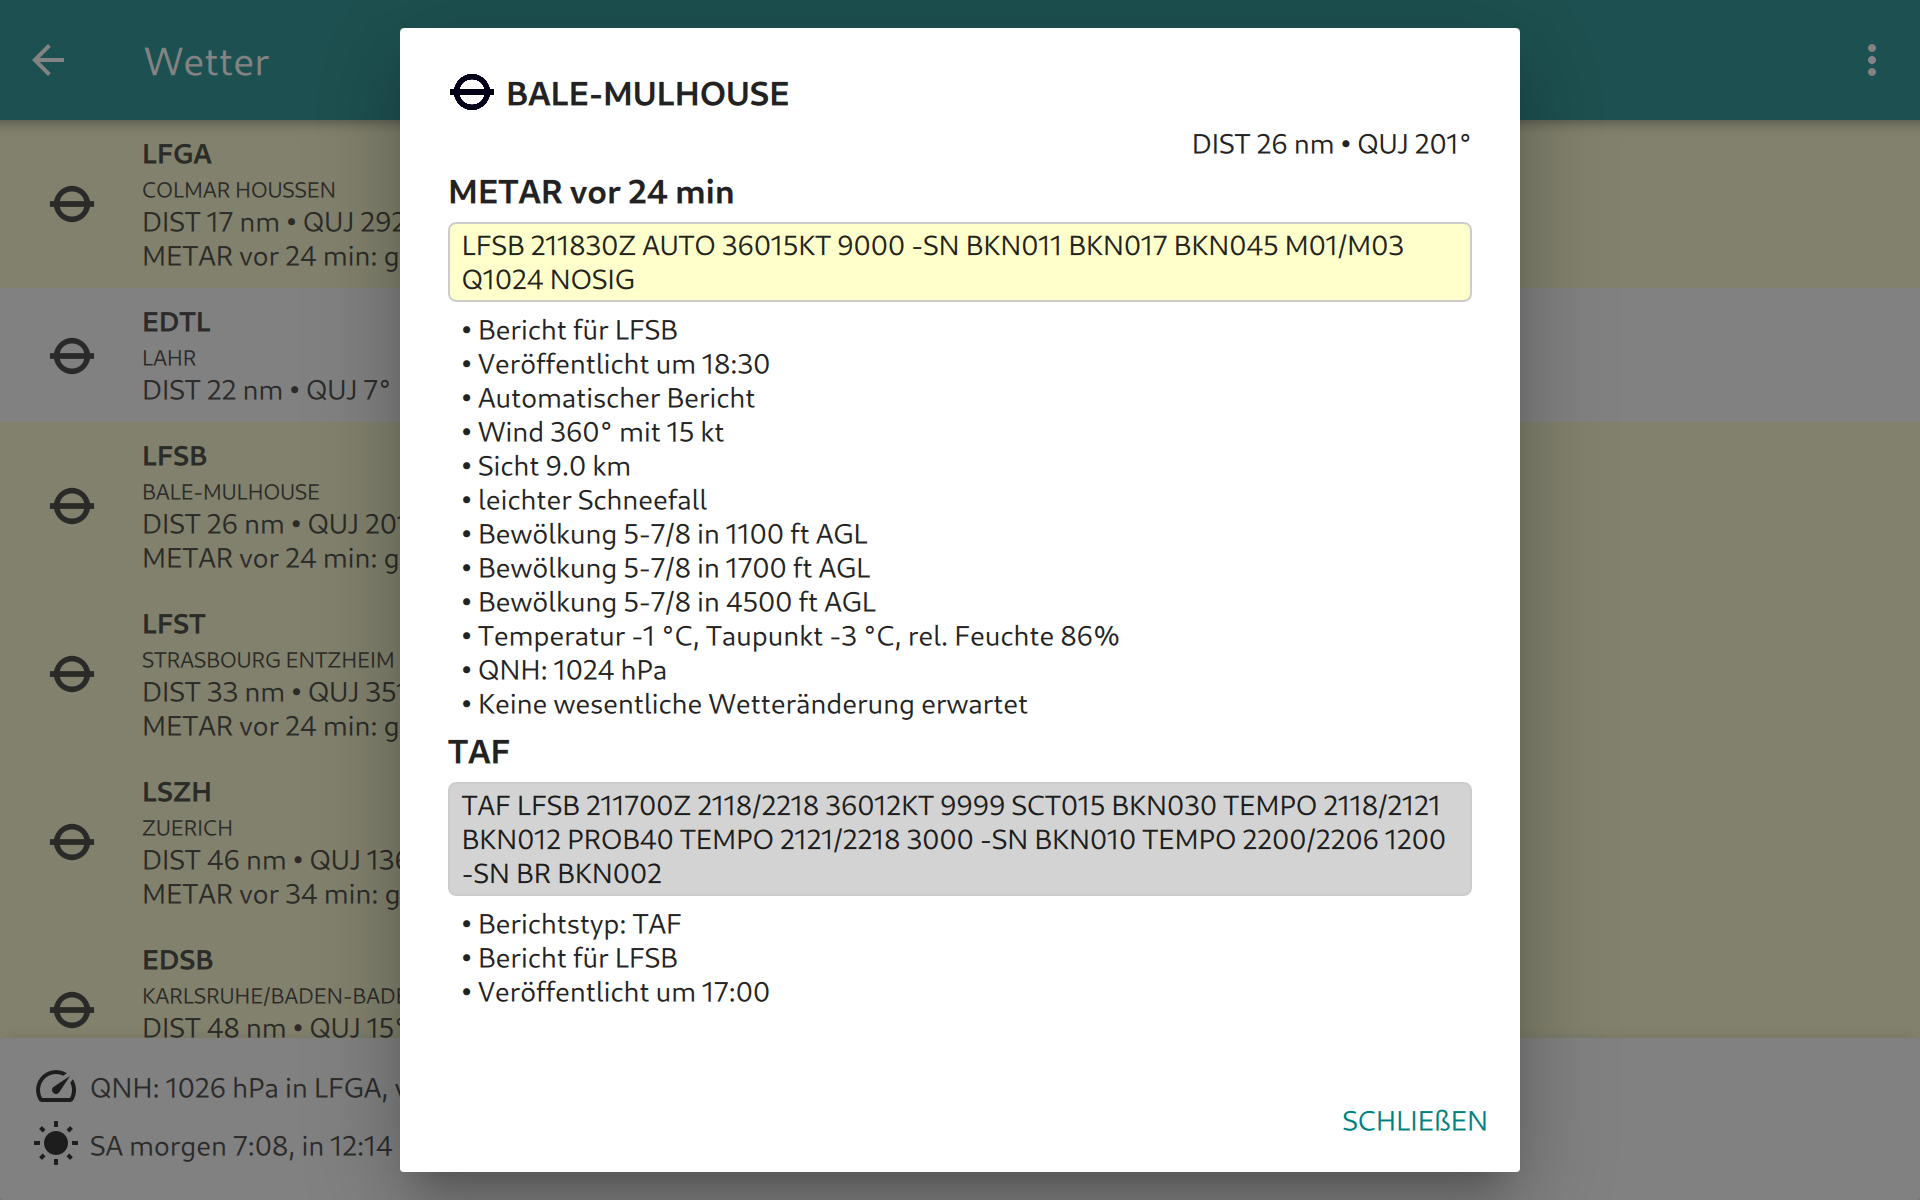 Wetter
LFGA
COLMAR HOUSSEN
DIST 17 nm • QUJ 292
METAR vor 24 min: g
EDTL
LAHR
DIST 22 nm • QUJ 7°
LFSB
BALE-MULHOUSE
DIST 26 nm • QUJ 201
METAR vor 24 min: g
LFST
STRASBOURG ENTZHEIM
DIST 33 nm • QUJ 351
METAR vor 24 min: g
LSZH
ZUERICH
DIST 46 nm • QUJ 136
METAR vor 34 min: g
EDSB
KARLSRUHE/BADEN-BADE
DIST 48 nm • QUJ 15°
QNH: 1026 hPa in LFGA,
SA morgen 7:08, in 12:14
BALE-MULHOUSE
DIST 26 nm • QUJ 201°
METAR vor 24 min
LFSB 211830Z AUTO 36015KT 9000 -SN BKN011 BKN017 BKN045 M01/M03
Q1024 NOSIG
• Bericht für LFSB
• Veröffentlicht um 18:30
• Automatischer Bericht
• Wind 360° mit 15 kt
• Sicht 9.0 km
• leichter Schneefall
• Bewölkung 5-7/8 in 1100 ft AGL
• Bewölkung 5-7/8 in 1700 ft AGL
• Bewölkung 5-7/8 in 4500 ft AGL
• Temperatur -1 °C, Taupunkt -3 °C, rel. Feuchte 86%
• QNH: 1024 hPa
• Keine wesentliche Wetteränderung erwartet
TAF
TAF LFSB 211700Z 2118/2218 36012KT 9999 SCT015 BKN030 TEMPO 2118/2121
BKN012 PROB40 TEMPO 2121/2218 3000 -SN BKN010 TEMPO 2200/2206 1200
-SN BR BKN002
• Berichtstyp: TAF
• Bericht für LFSB
• Veröffentlicht um 17:00
SCHLIEßEN